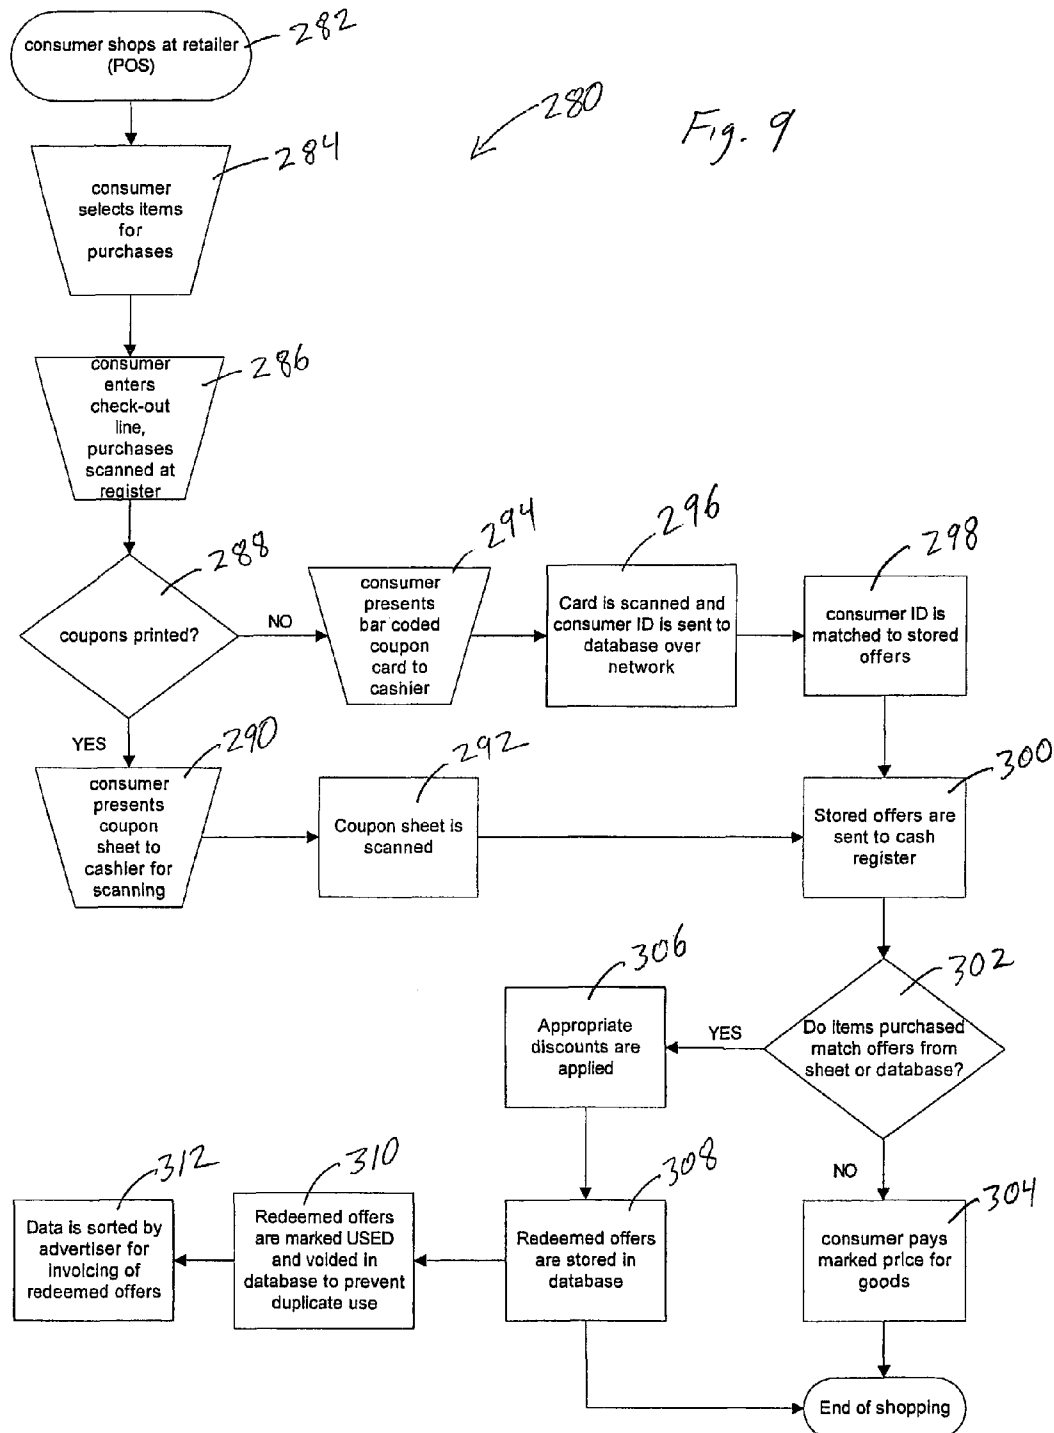 consumer shops at retailer
(POS)
282
280
Fig. 9
284
consumer
selects items
for
purchases
286
consumer
enters
check-out
line,
purchases
scanned at
register
288
coupons printed?
NO
294
consumer
presents
bar coded
coupon
card to
cashier
296
Card is scanned and
consumer ID is sent to
database over
network
298
consumer ID is
matched to stored
offers
YES
290
consumer
presents
coupon
sheet to
cashier for
scanning
292
Coupon sheet is
scanned
300
Stored offers are
sent to cash
register
302
Do items purchased
match offers from
sheet or database?
YES
306
Appropriate
discounts are
applied
NO
304
consumer pays
marked price for
goods
308
Redeemed offers
are stored in
database
310
Redeemed offers
are marked USED
and voided in
database to prevent
duplicate use
312
Data is sorted by
advertiser for
invoicing of
redeemed offers
End of shopping